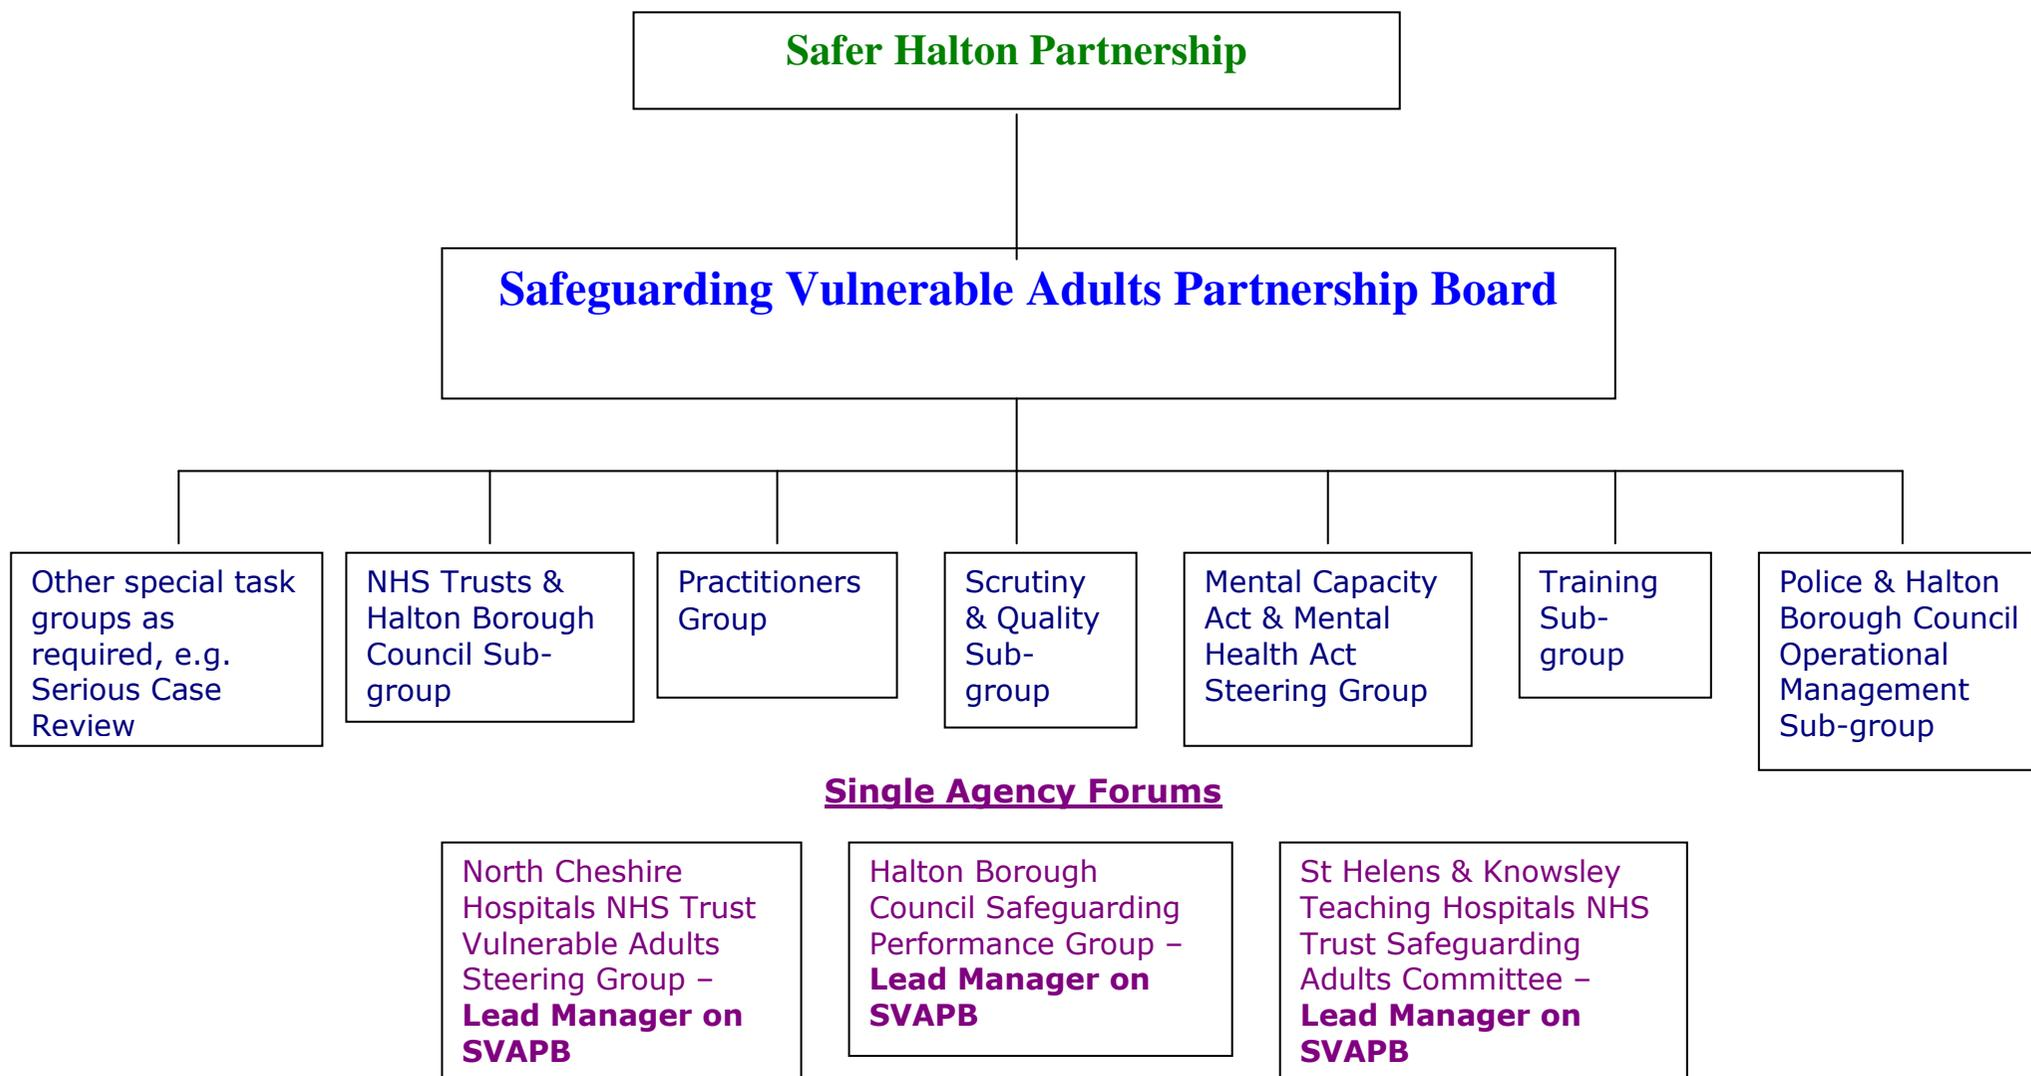 Safer Halton Partnership
Safeguarding Vulnerable Adults Partnership Board
Other special task
groups as
required, e.g.
Serious Case
Review
NHS Trusts &
Halton Borough
Council Sub-
group
Practitioners
Group
Scrutiny
& Quality
Sub-
group
Mental Capacity
Act & Mental
Health Act
Steering Group
Training
Sub-
group
Police & Halton
Borough Council
Operational
Management
Sub-group
Single Agency Forums
North Cheshire
Hospitals NHS Trust
Vulnerable Adults
Steering Group –
Lead Manager on
SVAPB
Halton Borough
Council Safeguarding
Performance Group –
Lead Manager on
SVAPB
St Helens & Knowsley
Teaching Hospitals NHS
Trust Safeguarding
Adults Committee –
Lead Manager on
SVAPB